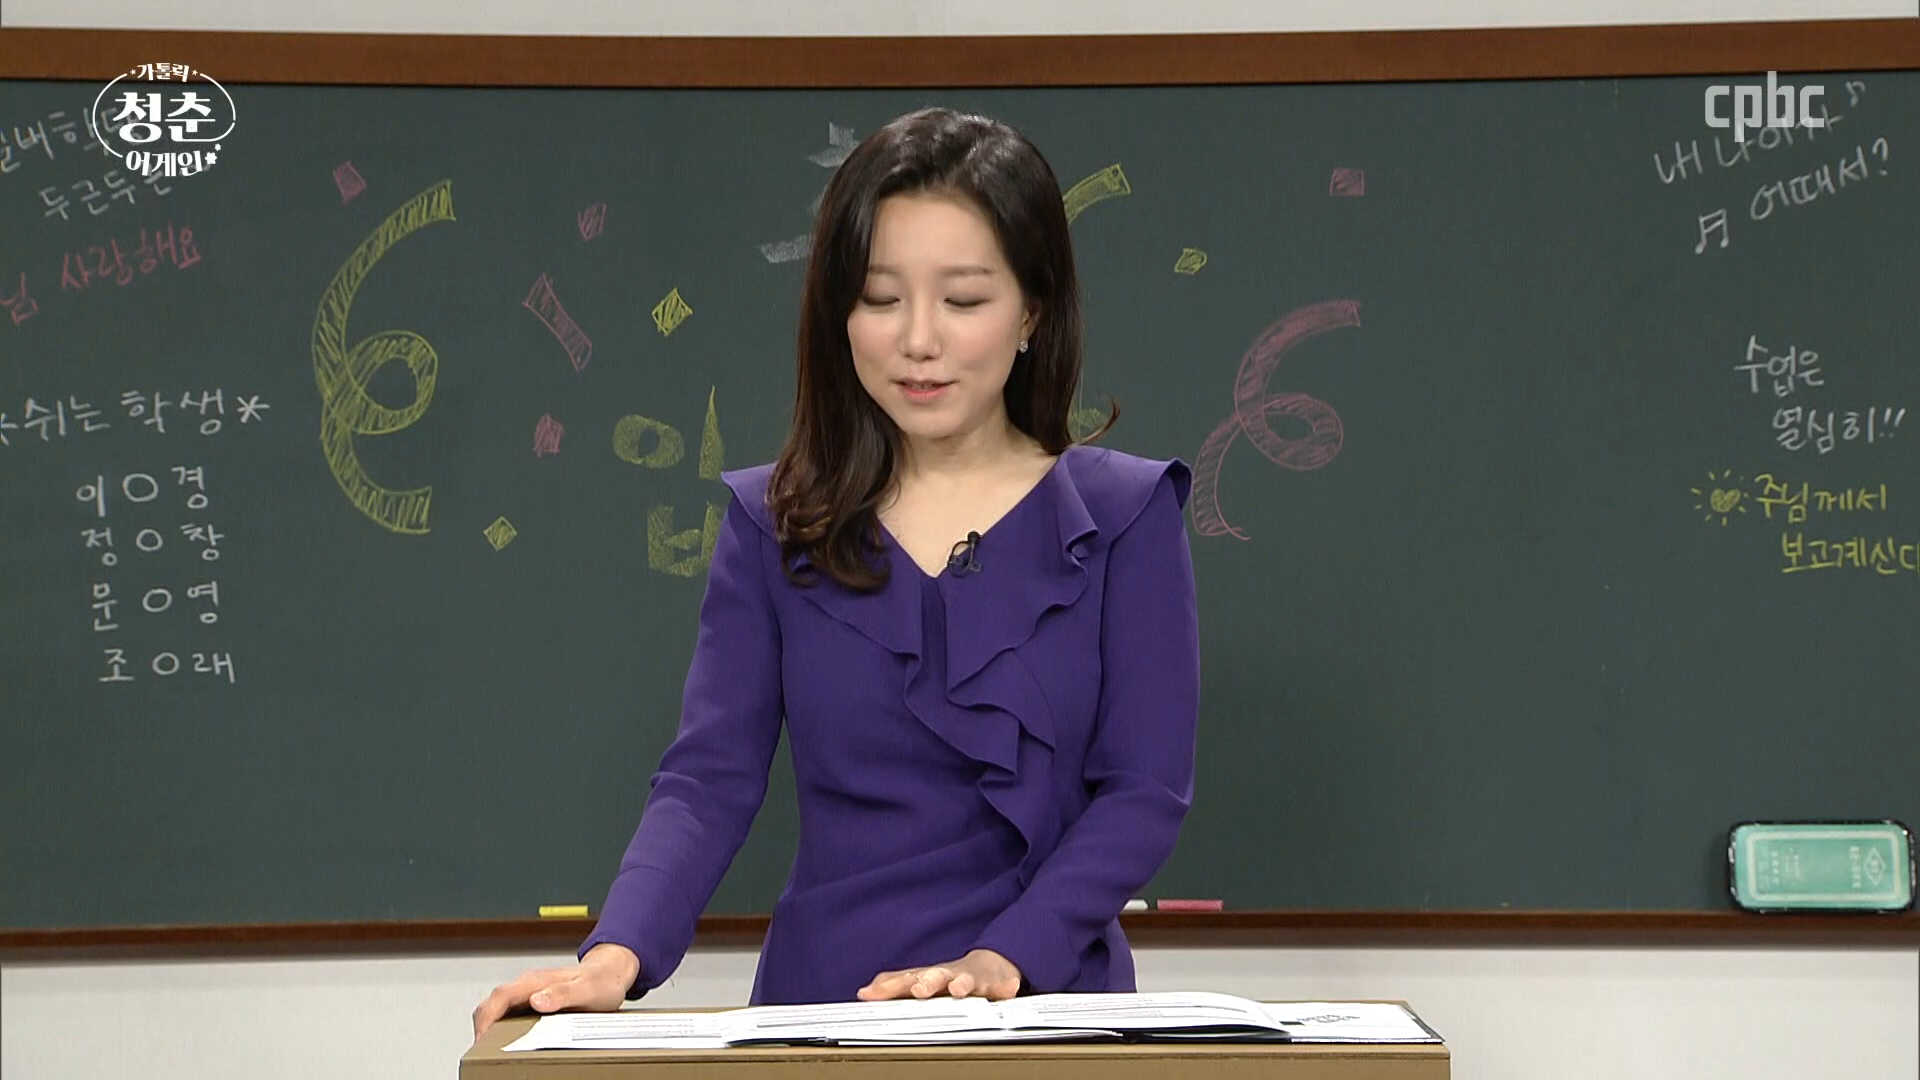 가톨릭
청춘
어게인
cpbc
두근두근
님 사랑해요
쉬는 학생
이 O 경
정 O 창
문 O 영
조 O 래
내 나이가
어때서?
수업은
열심히!!
주님께서
보고계신다